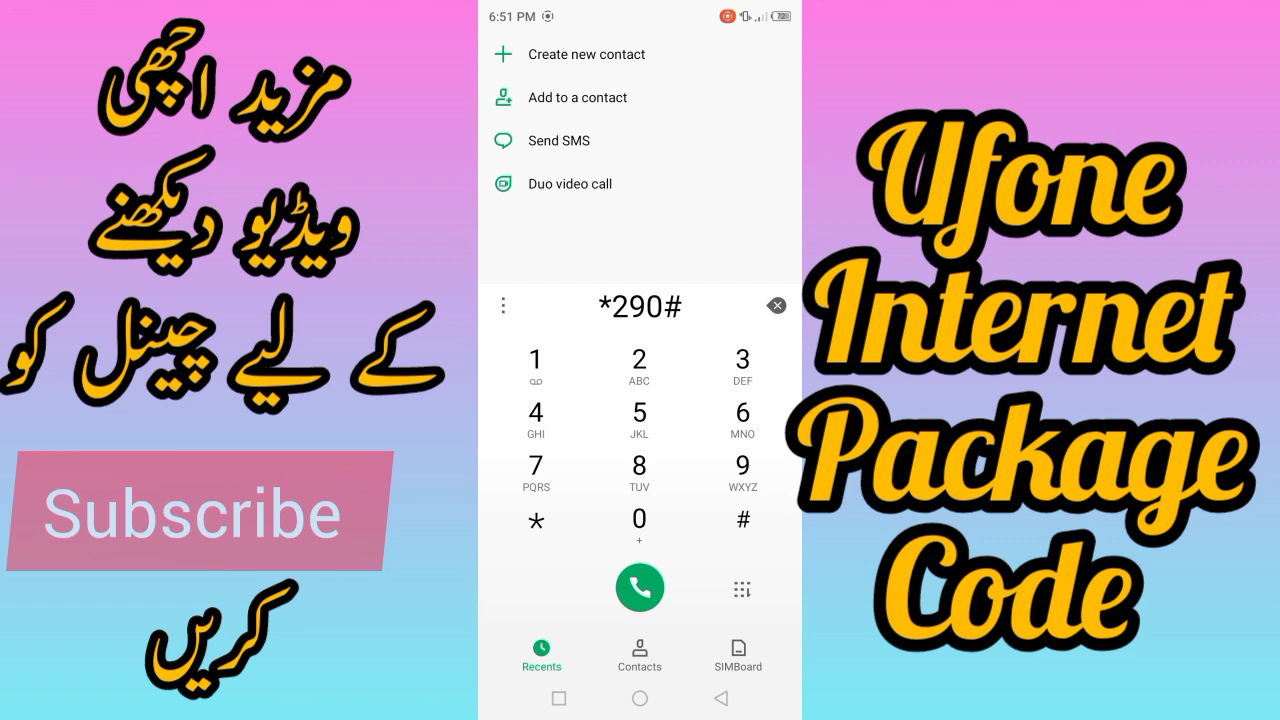 مزید اچھی
ویڈیو دیکھنے
کے لیے چینل کو
Subscribe
کریں
6:51 PM
72
Create new contact
Add to a contact
Send SMS
Duo video call
*290#
1 2 3
ABC DEF
4 5 6
GHI JKL MNO
7 8 9
PQRS TUV WXYZ
* 0 #
+
Recents Contacts SIMBoard
Ufone
Internet
Package
Code